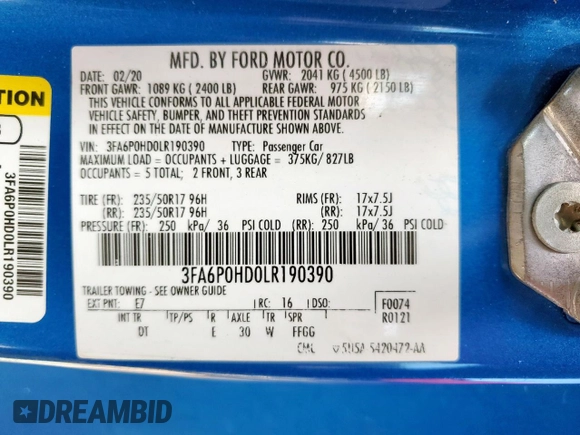 MFD. BY FORD MOTOR CO.
DATE: 02/20 GVWR: 2041 KG (4500 LB)
FRONT GAWR: 1089 KG (2400 LB) REAR GAWR: 975 KG (2150 LB)
THIS VEHICLE CONFORMS TO ALL APPLICABLE FEDERAL MOTOR
VEHICLE SAFETY, BUMPER, AND THEFT PREVENTION STANDARDS
IN EFFECT ON THE DATE OF MANUFACTURE SHOWN ABOVE.
VIN: 3FA6P0HD0LR190390 TYPE: Passenger Car
MAXIMUM LOAD = OCCUPANTS + LUGGAGE = 375KG/827LB
OCCUPANTS = 5 TOTAL; 2 FRONT, 3 REAR
TIRE (FR): 235/50R17 96H RIMS (FR): 17x7.5J
(RR): 235/50R17 96H (RR): 17x7.5J
PRESSURE (FR): 250 kPa/ 36 PSI COLD (RR): 250 kPa/ 36 PSI COLD
3FA6P0HD0LR190390
TRAILER TOWING - SEE OWNER GUIDE
EXT PNT: E7 RC: 16 DSO: F0074
INT TR TP/PS R AXLE TR SPR R0121
DT E 30 W FFGG
3FA6P0HD0LR190390
DREAMBID